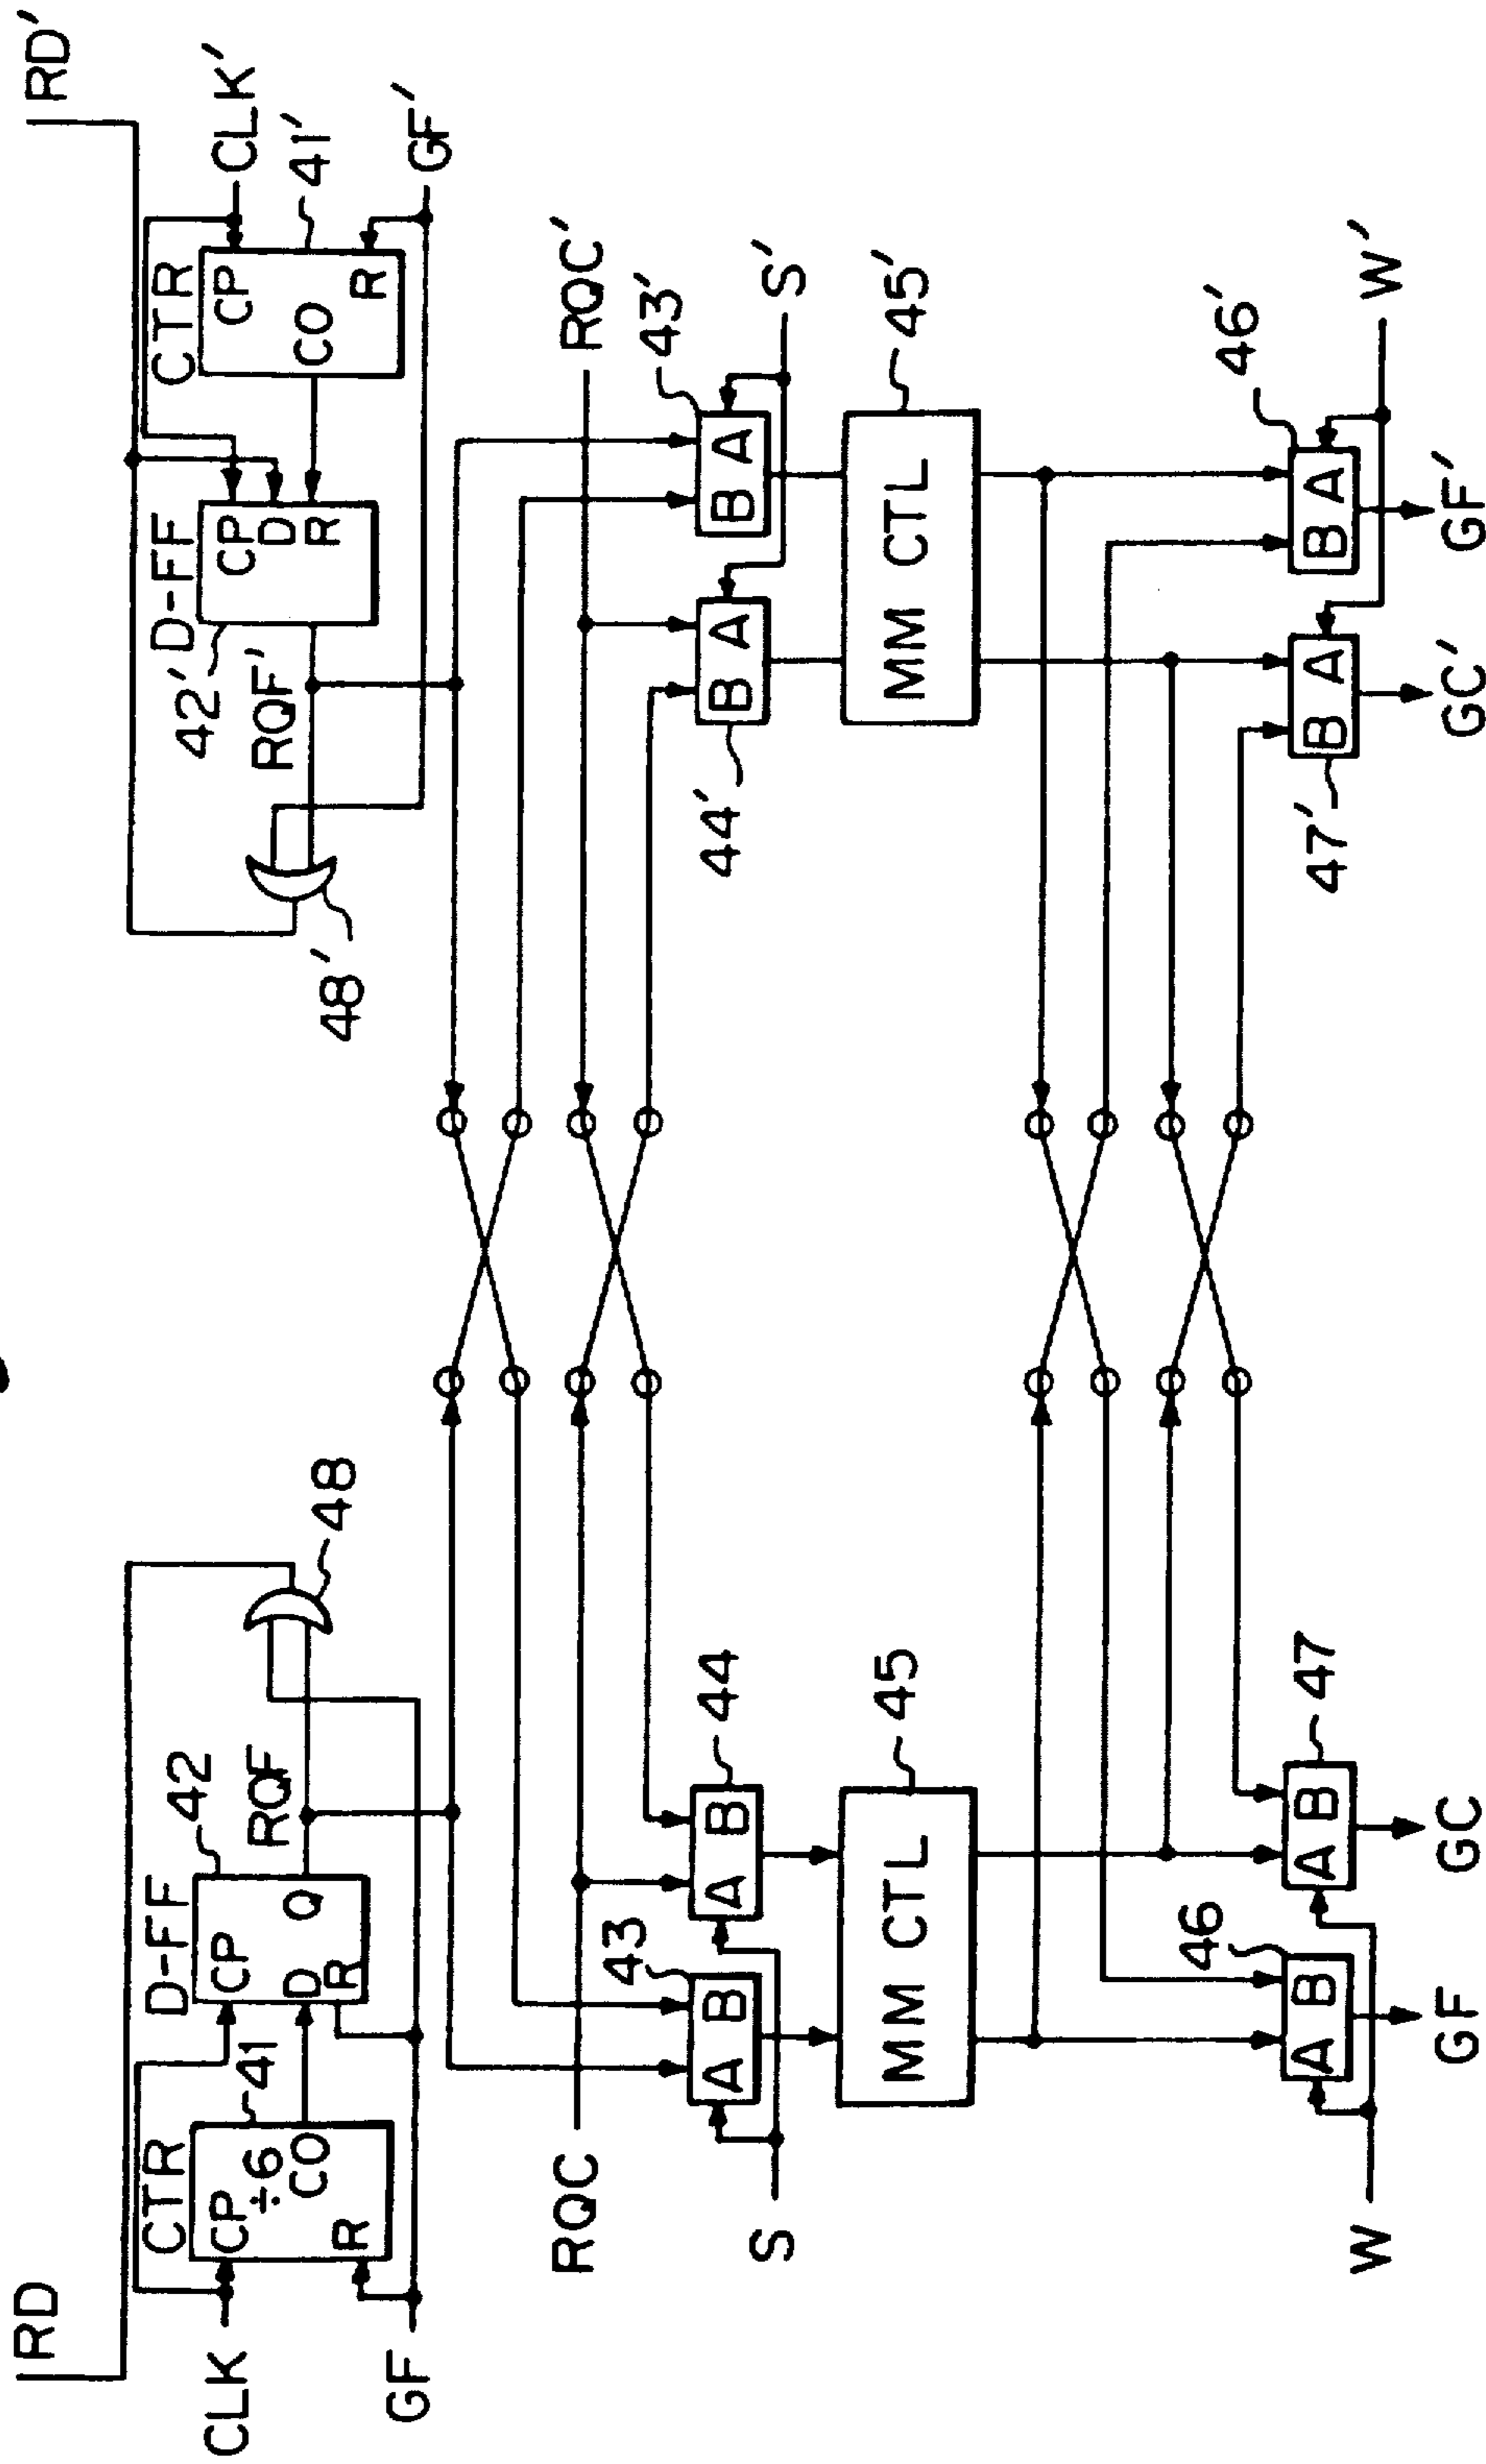 RD
CLK
GF
CTR
CP
÷6
CO
R
41
D-FF
CP
D
R
Q
42
RQF
48
RQC
S
43
A B
44
A B
MM CTL
45
W
46
A B
47
A B
GF
GC
RD'
CLK'
41'
GF'
CTR
CP
CO
R
D-FF
CP
D
R
42'
RQF'
48'
RQC'
S'
43'
B A
44'
B A
MM CTL
45'
W'
46'
B A
47'
B A
GC'
GF'